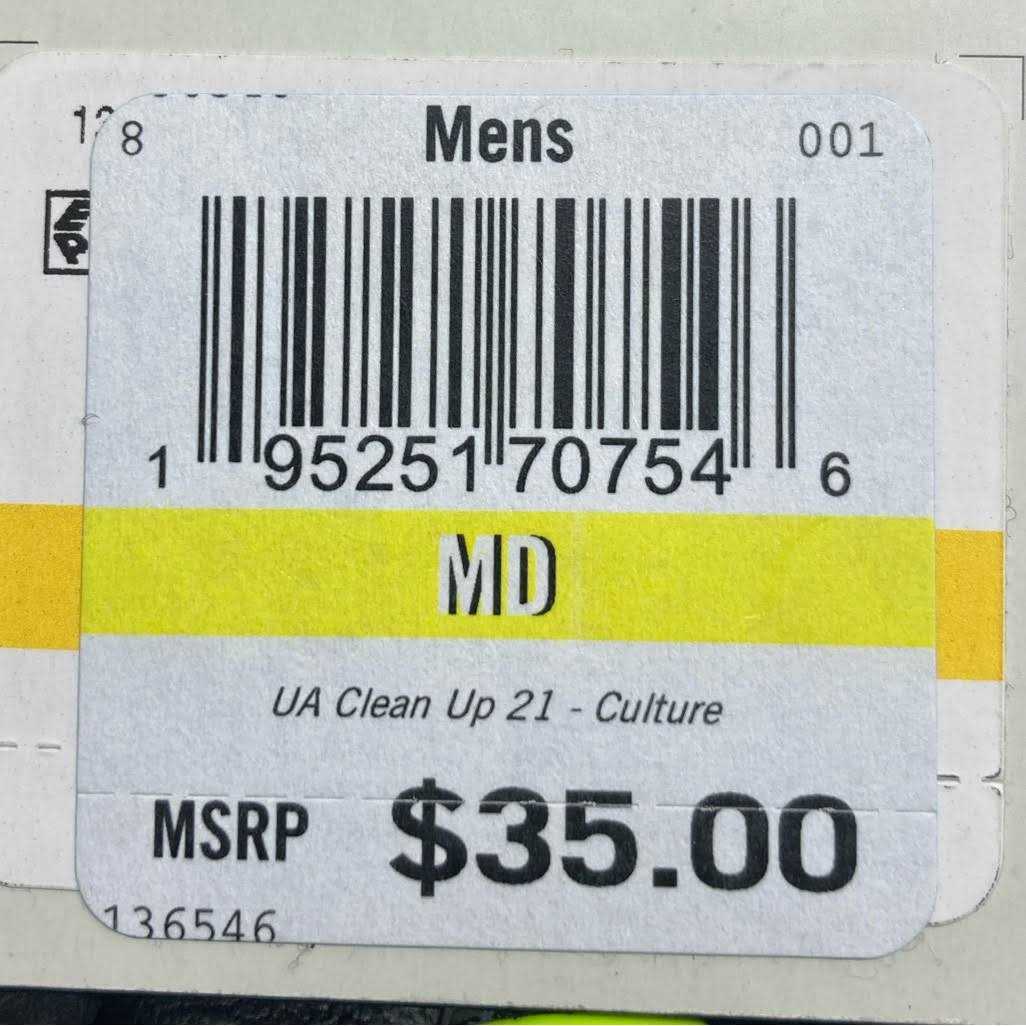 8 Mens 001
1 95251 70754 6
MD
UA Clean Up 21 - Culture
MSRP $35.00
136546